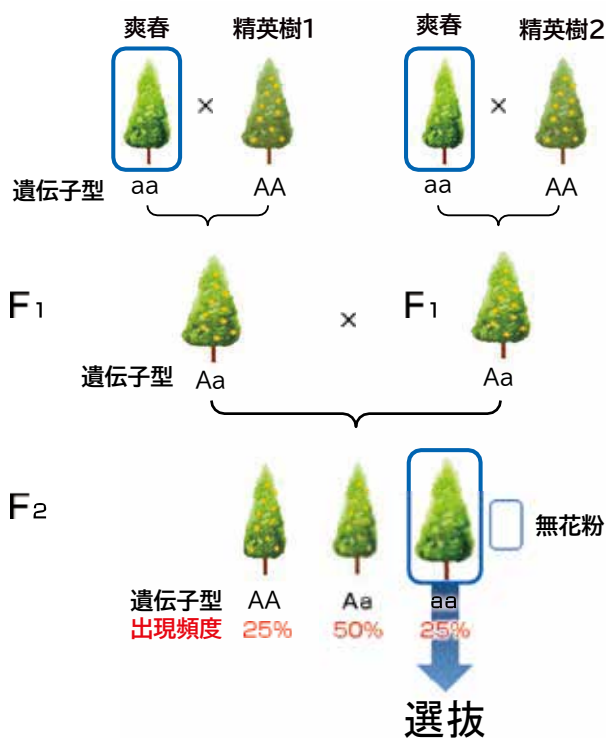 爽春 精英樹1 爽春 精英樹2
× ×
遺伝子型 aa AA aa AA
F1 × F1
遺伝子型 Aa Aa
F2
無花粉
遺伝子型 AA Aa aa
出現頻度 25% 50% 25%
選抜